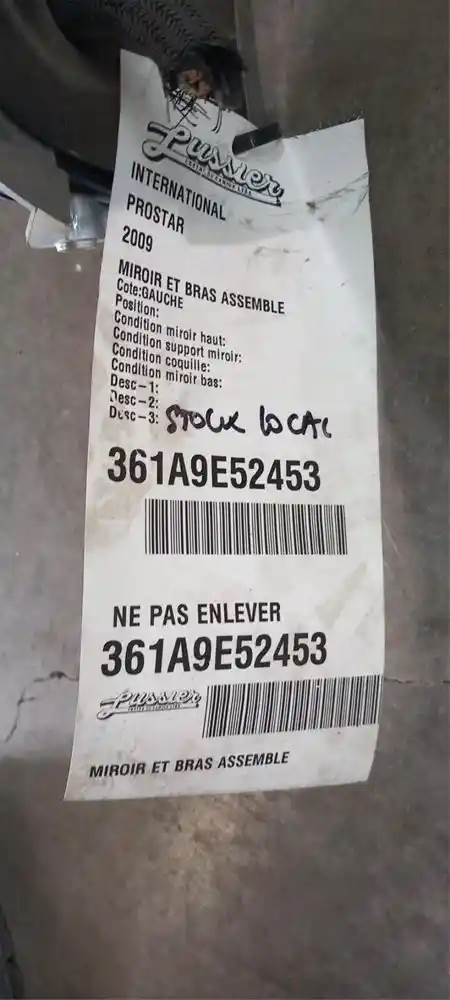 Lussier
INTERNATIONAL
PROSTAR
2009
MIROIR ET BRAS ASSEMBLE
Cote:GAUCHE
Position:
Condition miroir haut:
Condition support miroir:
Condition coquille:
Condition miroir bas:
Desc-1:
Desc-2:
Desc-3: STOCK LOCAL
361A9E52453
NE PAS ENLEVER
361A9E52453
Lussier
MIROIR ET BRAS ASSEMBLE